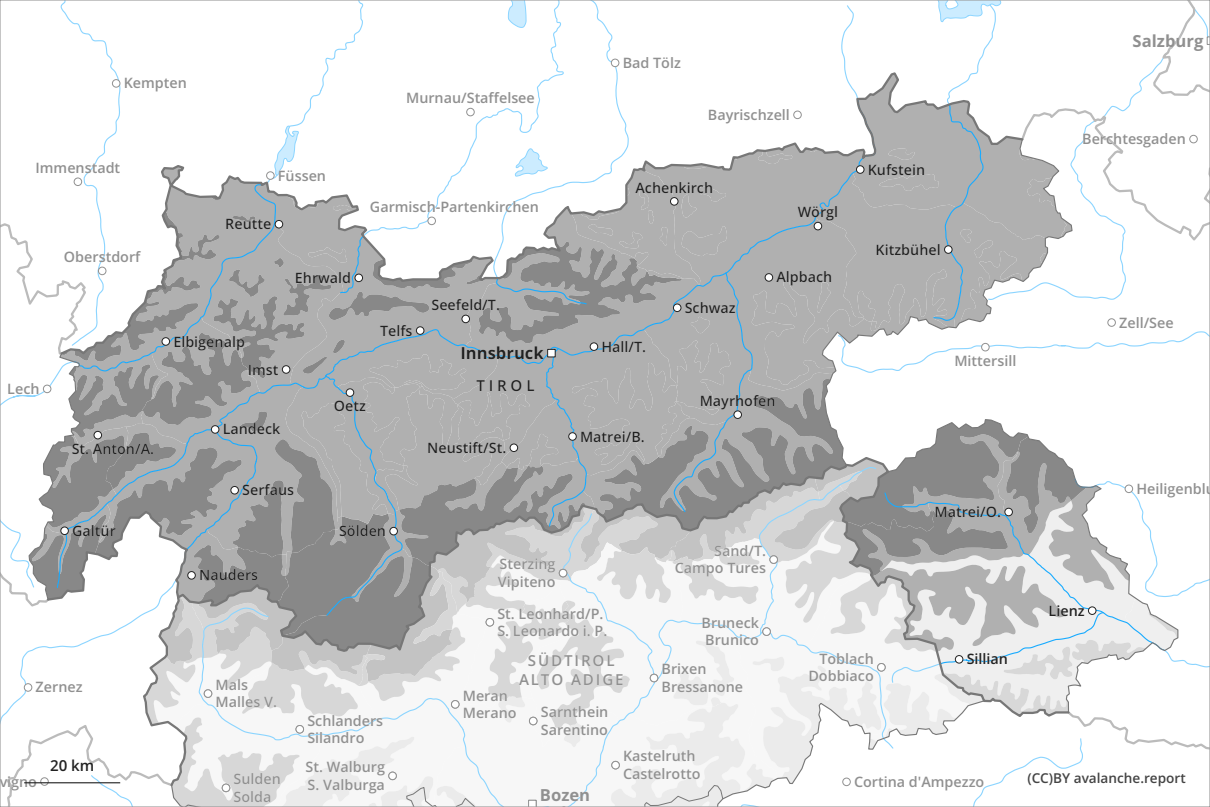 Salzburg
Bad Tölz
Kempten
Murnau/Staffelsee
Bayrischzell
Berchtesgaden
Immenstadt
Füssen
Kufstein
Achenkirch
Garmisch-Partenkirchen
Wörgl
Reutte
Kitzbühel
Oberstdorf
Ehrwald
Alpbach
Seefeld/T.
Schwaz
Telfs
Zell/See
Elbigenalp
Innsbruck
Hall/T.
Mittersill
Imst
TIROL
Lech
Oetz
Mayrhofen
Landeck
Matrei/B.
St. Anton/A.
Neustift/St.
Serfaus
Heiligenblu
Matrei/O.
Galtür
Sölden
Sand/T.
Campo Tures
Sterzing
Vipiteno
Nauders
Lienz
St. Leonhard/P.
S. Leonardo i. P.
Bruneck
Brunico
Sillian
SÜDTIROL
ALTO ADIGE
Toblach
Dobbiaco
Brixen
Bressanone
Zernez
Mals
Malles V.
Meran
Merano
Sarnthein
Sarentino
Schlanders
Silandro
Kastelruth
Castelrotto
20 km
St. Walburg
S. Valburga
vigno
Sulden
Solda
Cortina d'Ampezzo
(CC)BY avalanche.report
Bozen